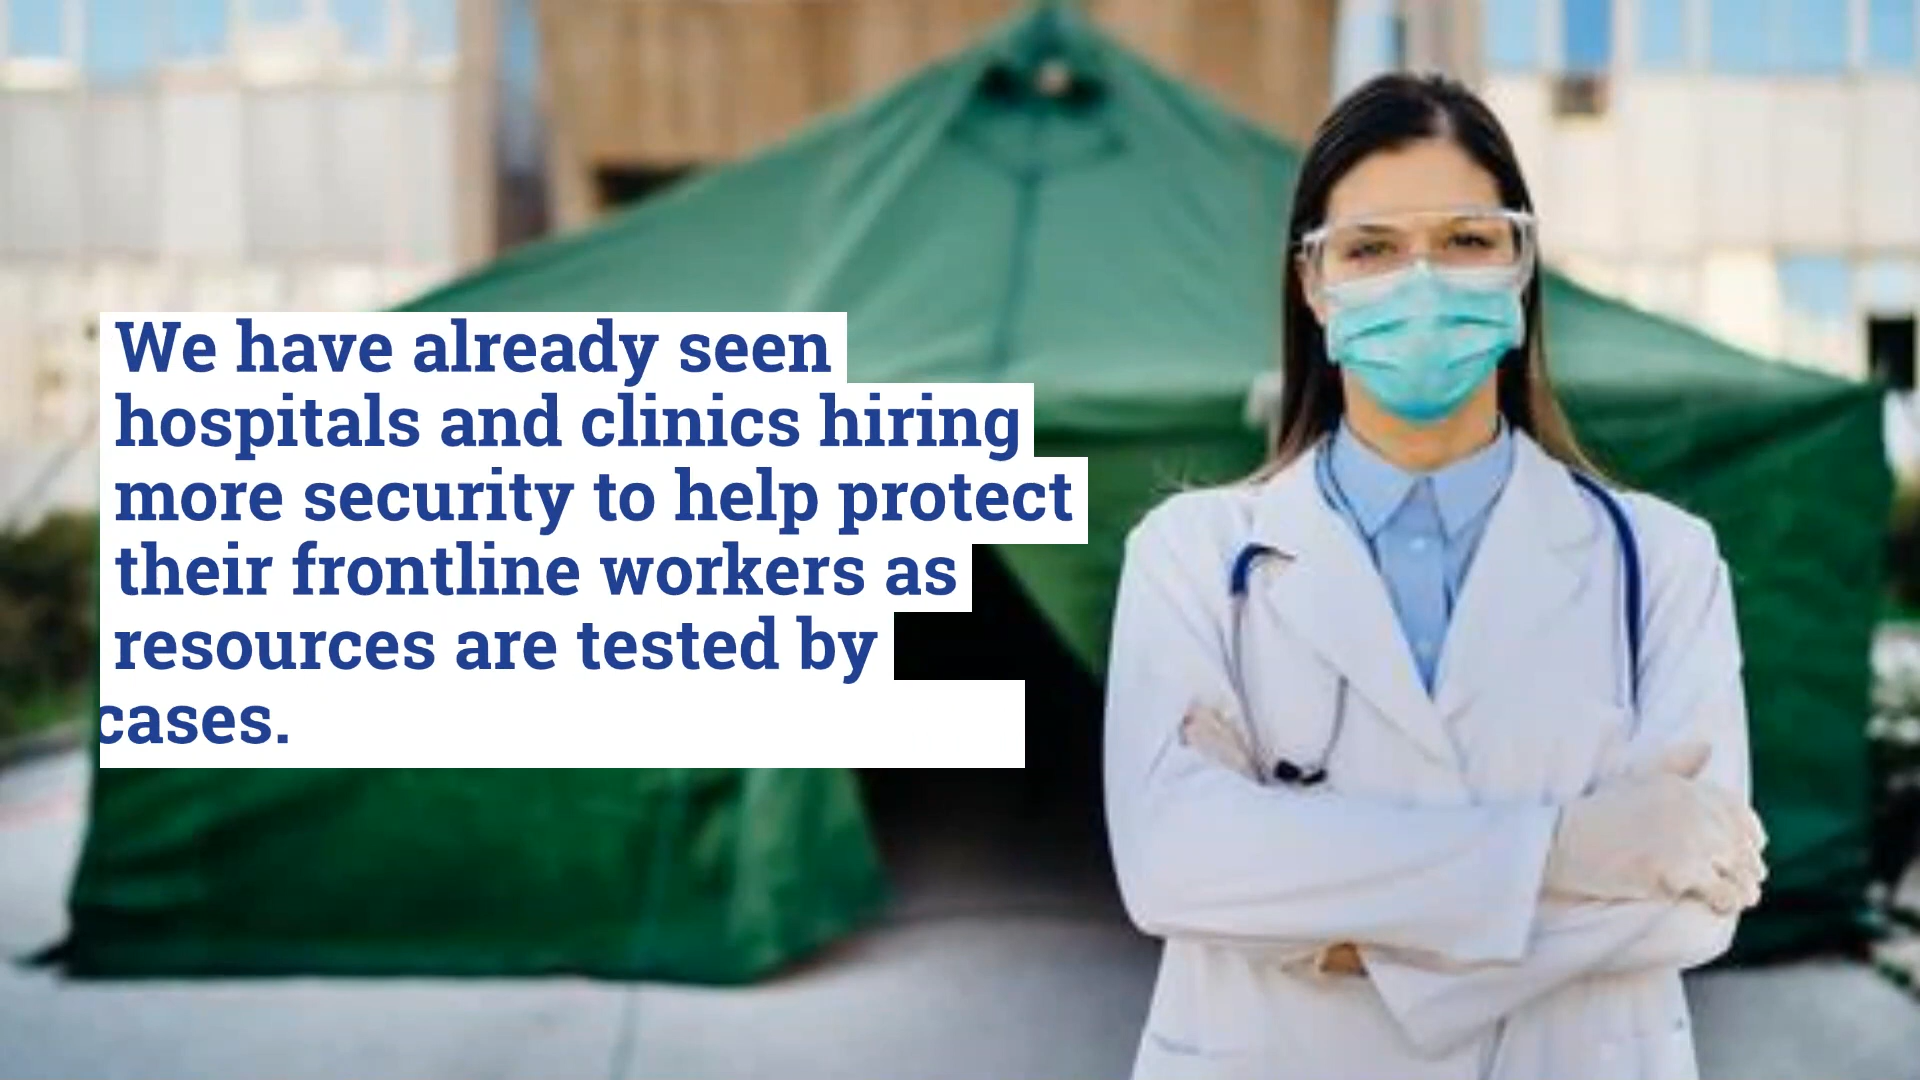 We have already seen
hospitals and clinics hiring
more security to help protect
their frontline workers as
resources are tested by
cases.